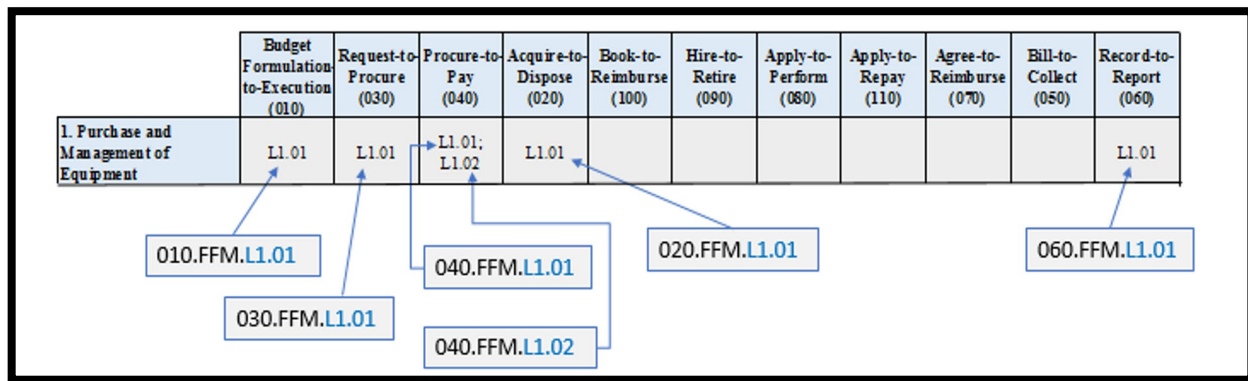 Budget
Formulation-
to-Execution
(010)
Request-to-
Procure
(030)
Procure-to-
Pay
(040)
Acquire-to-
Dispose
(020)
Book-to-
Reimburse
(100)
Hire-to-
Retire
(090)
Apply-to-
Perform
(080)
Apply-to-
Repay
(110)
Agree-to-
Reimburse
(070)
Bill-to-
Collect
(050)
Record-to-
Report
(060)
1. Purchase and
Management of
Equipment
L1.01
L1.01
L1.01;
L1.02
L1.01
L1.01
010.FFM.L1.01
030.FFM.L1.01
040.FFM.L1.01
040.FFM.L1.02
020.FFM.L1.01
060.FFM.L1.01